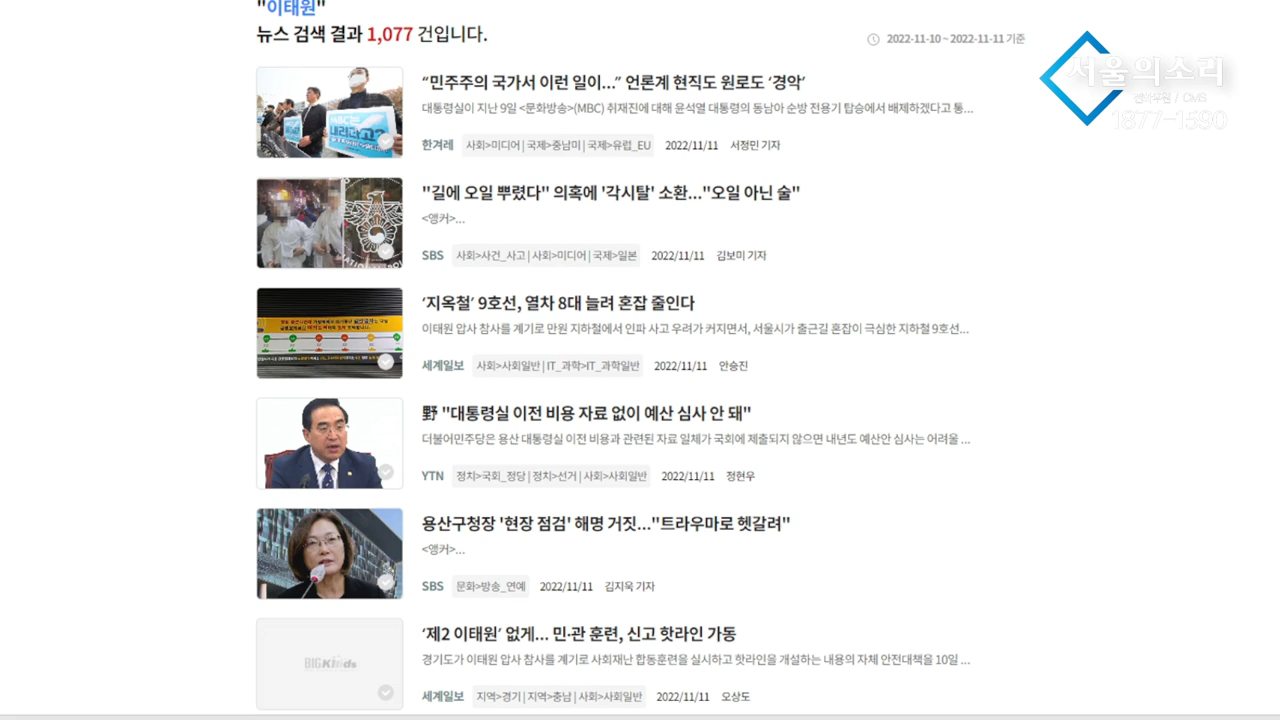 "이태원"
뉴스 검색 결과 1,077 건입니다.
2022-11-10 ~ 2022-11-11 기준
서울의소리
1877-1580
“민주주의 국가서 이런 일이…” 언론계 현직도 원로도 ‘경악’
대통령실이 지난 9일 <문화방송>(MBC) 취재진에 대해 윤석열 대통령의 동남아 순방 전용기 탑승에서 배제하겠다고 통...
한겨레 사회>미디어 | 국제>중남미 | 국제>유럽_EU 2022/11/11 서정민 기자
"길에 오일 뿌렸다" 의혹에 '각시탈' 소환…"오일 아닌 술"
<앵커>...
SBS 사회>사건_사고 | 사회>미디어 | 국제>일본 2022/11/11 김보미 기자
‘지옥철’ 9호선, 열차 8대 늘려 혼잡 줄인다
이태원 압사 참사를 계기로 만원 지하철에서 인파 사고 우려가 커지면서, 서울시가 출근길 혼잡이 극심한 지하철 9호선...
세계일보 사회>사회일반 | IT_과학>IT_과학일반 2022/11/11 안승진
野 "대통령실 이전 비용 자료 없이 예산 심사 안 돼"
더불어민주당은 용산 대통령실 이전 비용과 관련된 자료 일체가 국회에 제출되지 않으면 내년도 예산안 심사는 어려울 ...
YTN 정치>국회_정당 | 정치>선거 | 사회>사회일반 2022/11/11 정현우
용산구청장 '현장 점검' 해명 거짓…"트라우마로 헷갈려"
<앵커>...
SBS 문화>방송_연예 2022/11/11 김지욱 기자
‘제2 이태원’ 없게… 민·관 훈련, 신고 핫라인 가동
경기도가 이태원 압사 참사를 계기로 사회재난 합동훈련을 실시하고 핫라인을 개설하는 내용의 자체 안전대책을 10일 ...
BIGKinds
세계일보 지역>경기 | 지역>충남 | 사회>사회일반 2022/11/11 오상도